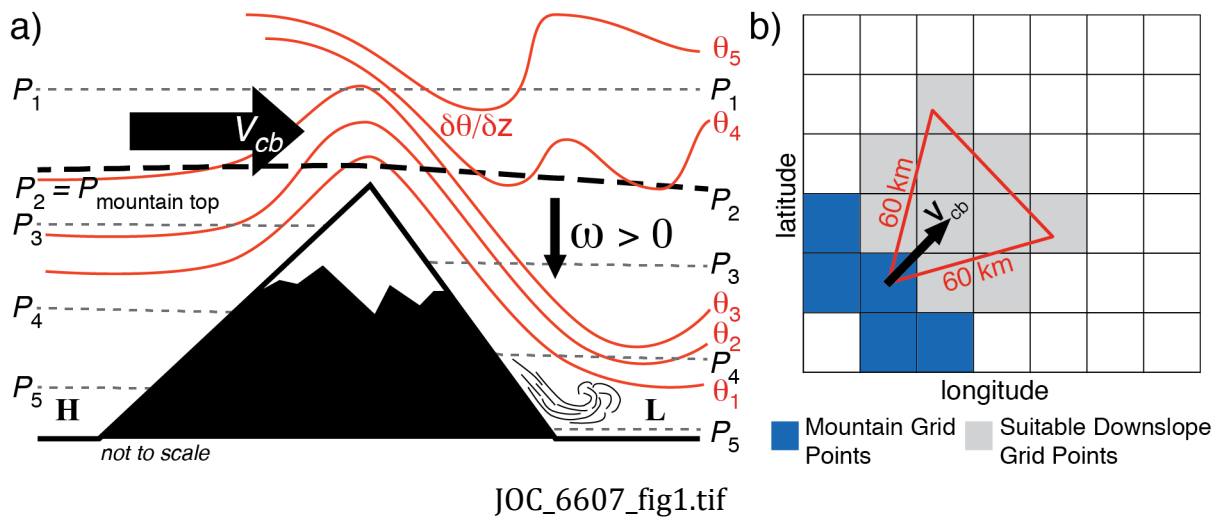 a)
P1
Vcb
δθ/δz
θ5
P1
θ4
P2 = Pmountain top
P2
ω > 0
P3
P3
P4
θ3
θ2
P4
θ1
P5
H
L
P5
not to scale
b)
latitude
60 km
vcb
60 km
longitude
Mountain Grid
Points
Suitable Downslope
Grid Points
JOC_6607_fig1.tif